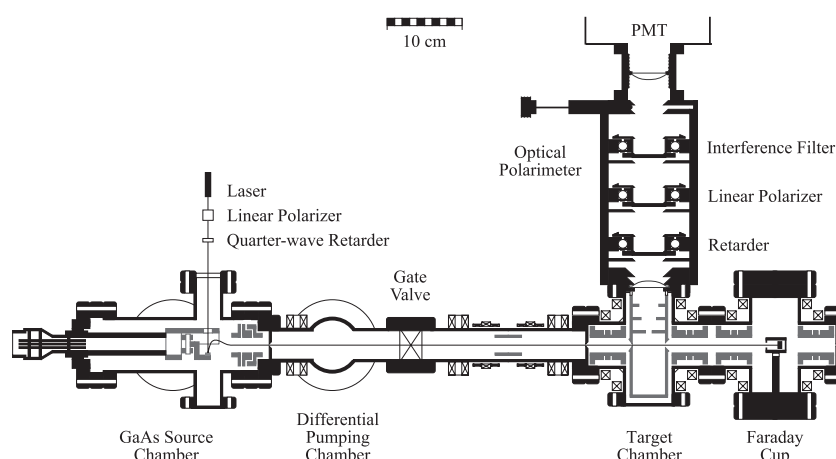 PMT
10 cm
Optical
Polarimeter
Interference Filter
Linear Polarizer
Retarder
Laser
Linear Polarizer
Quarter-wave Retarder
Gate
Valve
GaAs Source
Chamber
Differential
Pumping
Chamber
Target
Chamber
Faraday
Cup